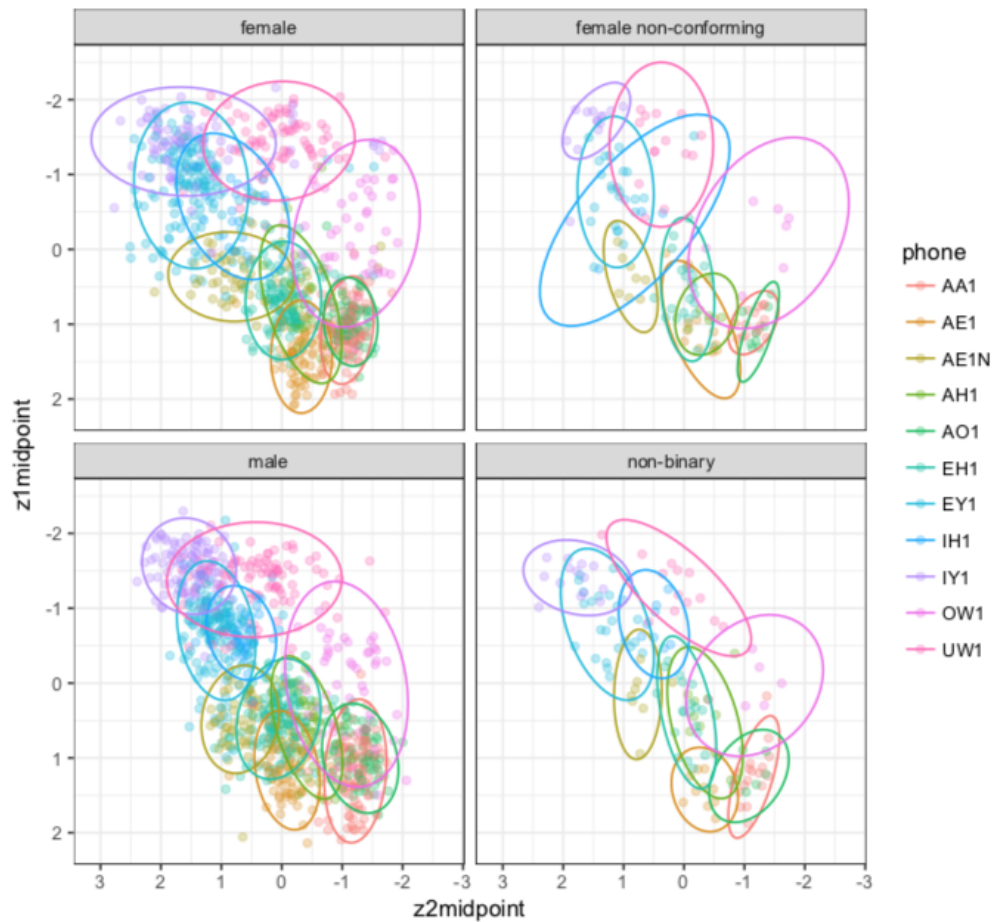 female
female non-conforming
-2
-1
0
1
2
male
non-binary
-2
-1
0
1
2
3 2 1 0 -1 -2 -3 3 2 1 0 -1 -2 -3
z2midpoint
z1midpoint
phone
AA1
AE1
AE1N
AH1
AO1
EH1
EY1
IH1
IY1
OW1
UW1